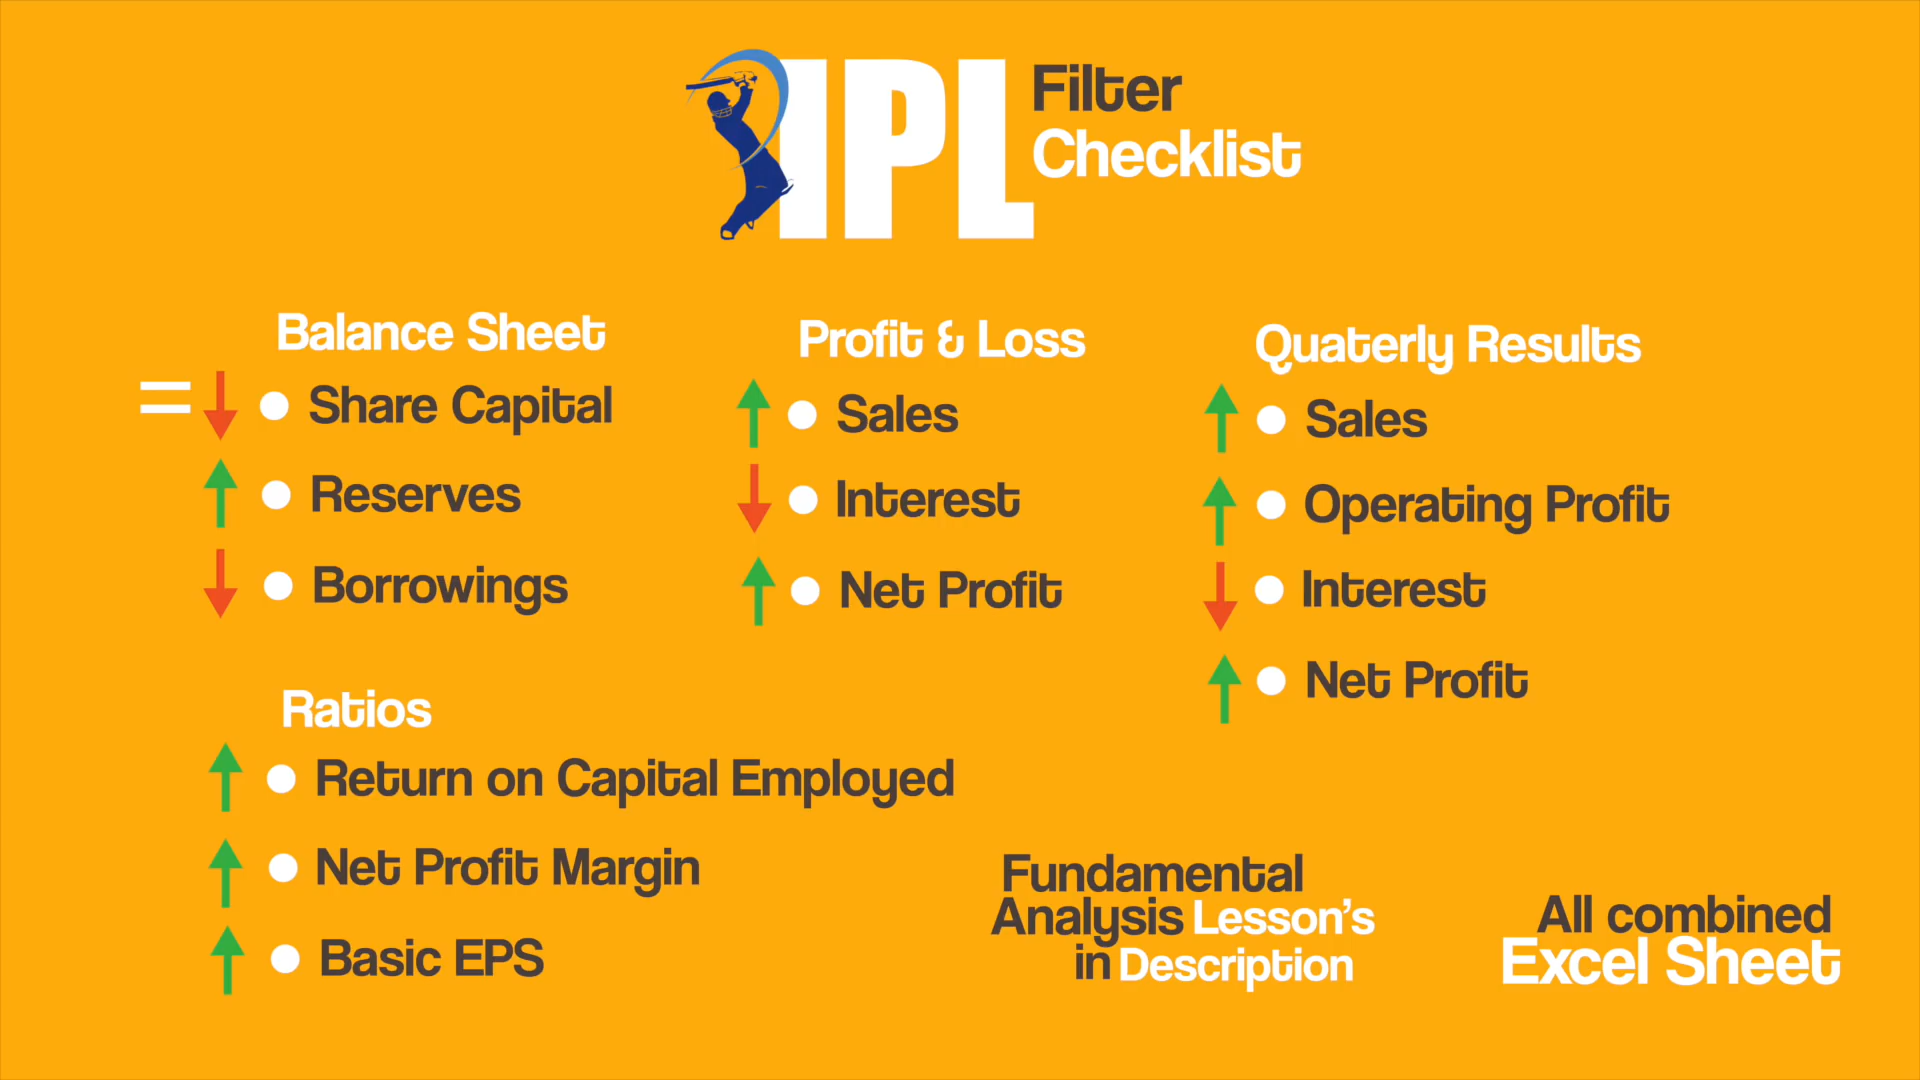 IPL
Filter
Checklist
Balance Sheet
= Share Capital
Reserves
Borrowings
Profit & Loss
Sales
Interest
Net Profit
Quaterly Results
Sales
Operating Profit
Interest
Net Profit
Ratios
Return on Capital Employed
Net Profit Margin
Basic EPS
Fundamental
Analysis Lesson's
in Description
All combined
Excel Sheet